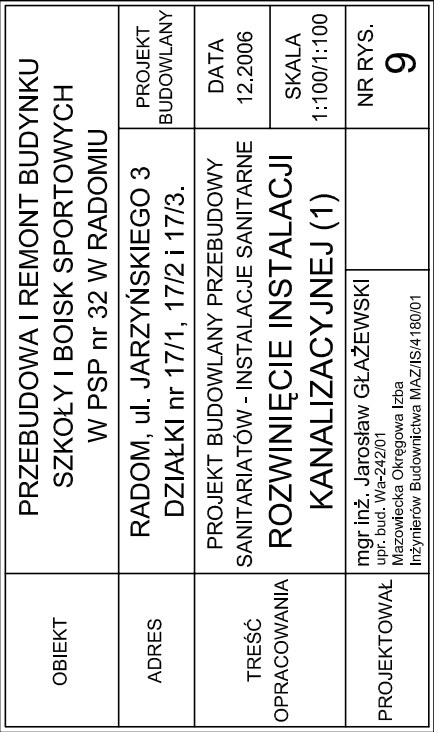 OBIEKT
PRZEBUDOWA I REMONT BUDYNKU
SZKOŁY I BOISK SPORTOWYCH
W PSP nr 32 W RADOMIU
ADRES
RADOM, ul. JARZYŃSKIEGO 3
DZIAŁKI nr 17/1, 17/2 i 17/3.
PROJEKT
BUDOWLANY
TREŚĆ
OPRACOWANIA
PROJEKT BUDOWLANY PRZEBUDOWY
SANITARIATÓW - INSTALACJE SANITARNE
ROZWINIĘCIE INSTALACJI
KANALIZACYJNEJ (1)
DATA
12.2006
SKALA
1:100/1:100
PROJEKTOWAŁ
mgr inż. Jarosław GŁAŻEWSKI
upr. bud. Wa-242/01
Mazowiecka Okręgowa Izba
Inżynierów Budownictwa MAZ/IS/4180/01
NR RYS.
9